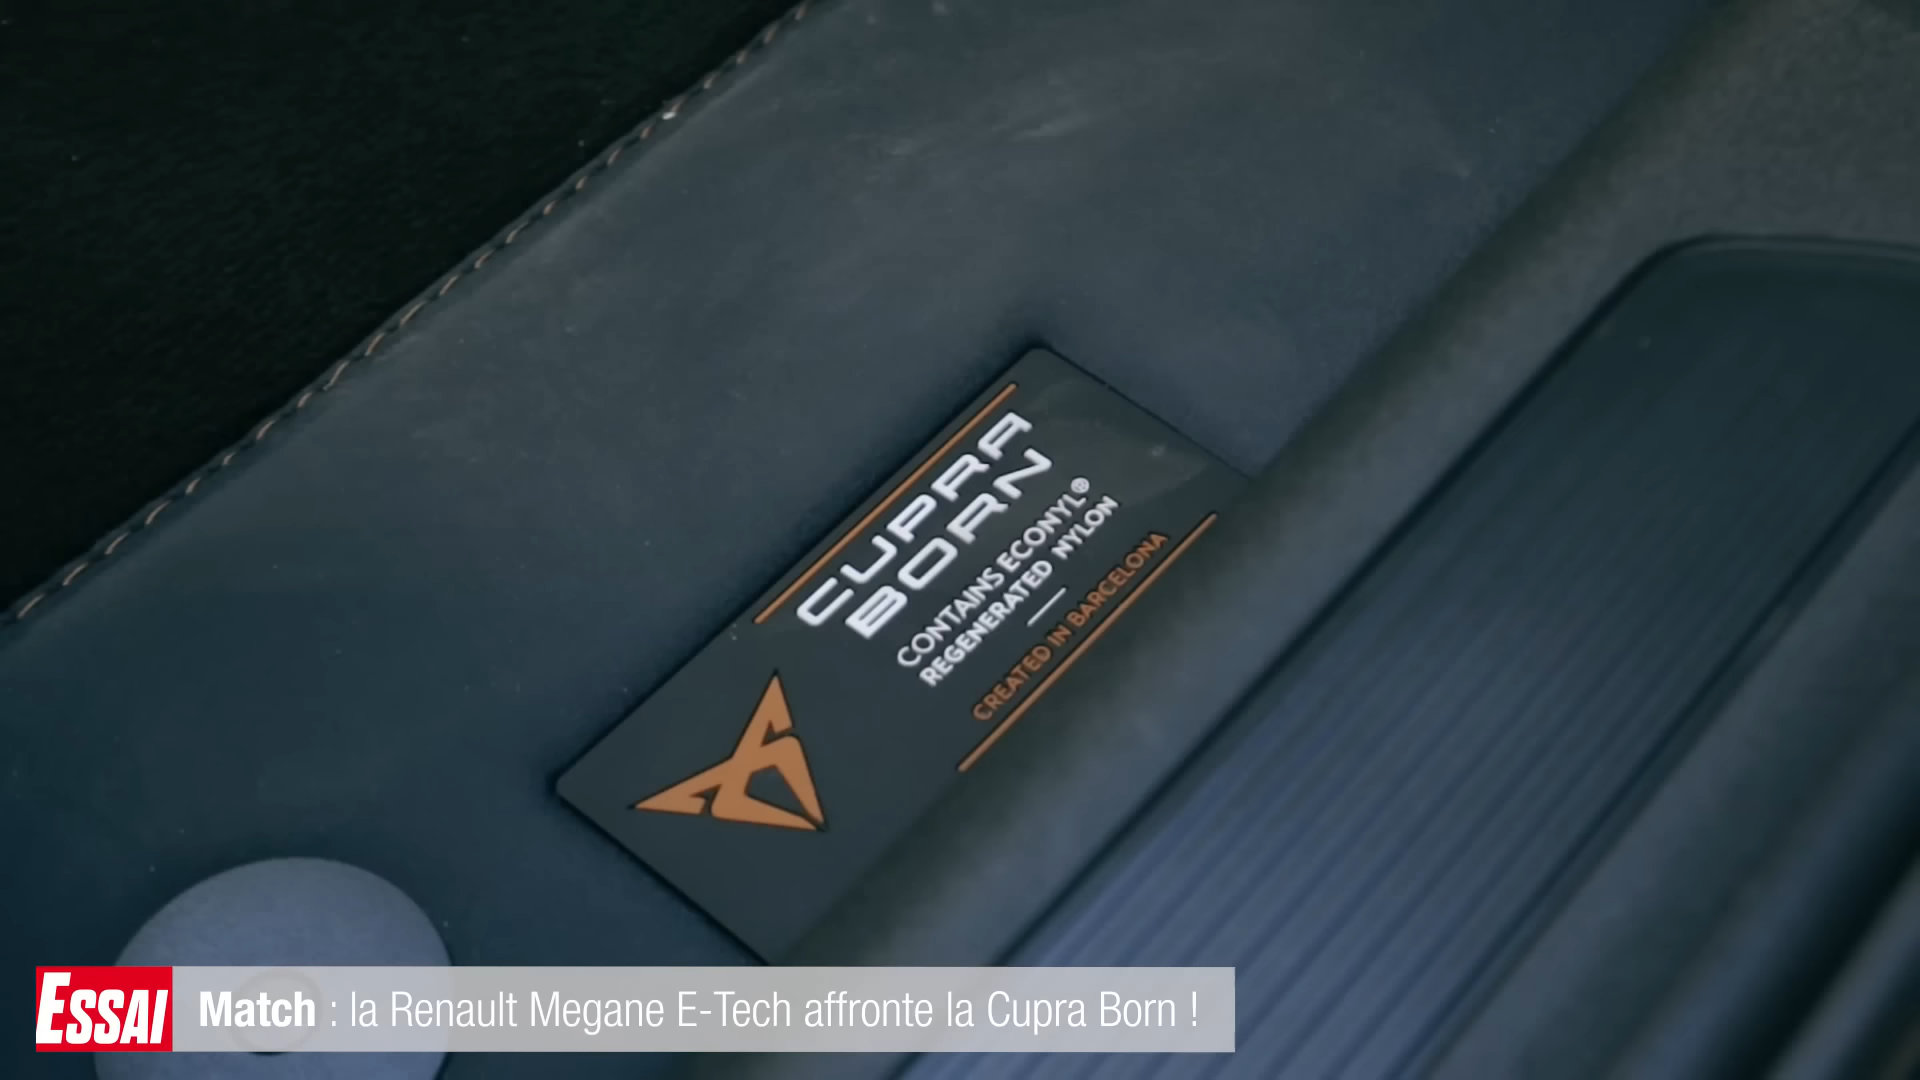 CUPRA
BORN
CONTAINS ECONYL®
REGENERATED NYLON
CREATED IN BARCELONA
ESSAI
Match : la Renault Megane E-Tech affronte la Cupra Born !